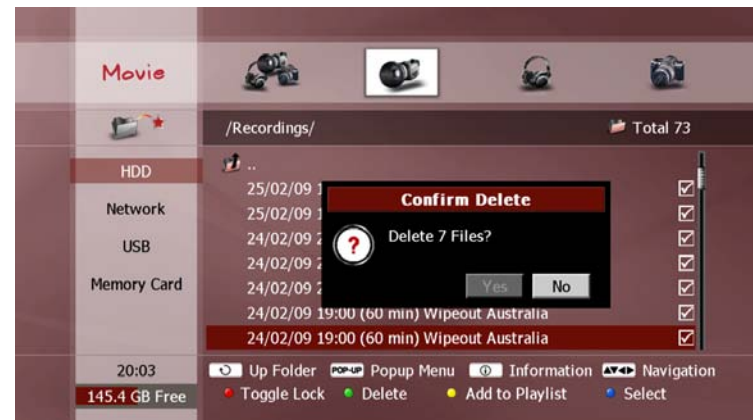 Movie
/Recordings/ Total 73
HDD
Network
USB
Memory Card
..
25/02/09
25/02/09
24/02/09
24/02/09
24/02/09
24/02/09 19:00 (60 min) Wipeout Australia
24/02/09 19:00 (60 min) Wipeout Australia
Confirm Delete
? Delete 7 Files?
Yes No
20:03
145.4 GB Free
Up Folder POP-UP Popup Menu Information Navigation
Toggle Lock Delete Add to Playlist Select